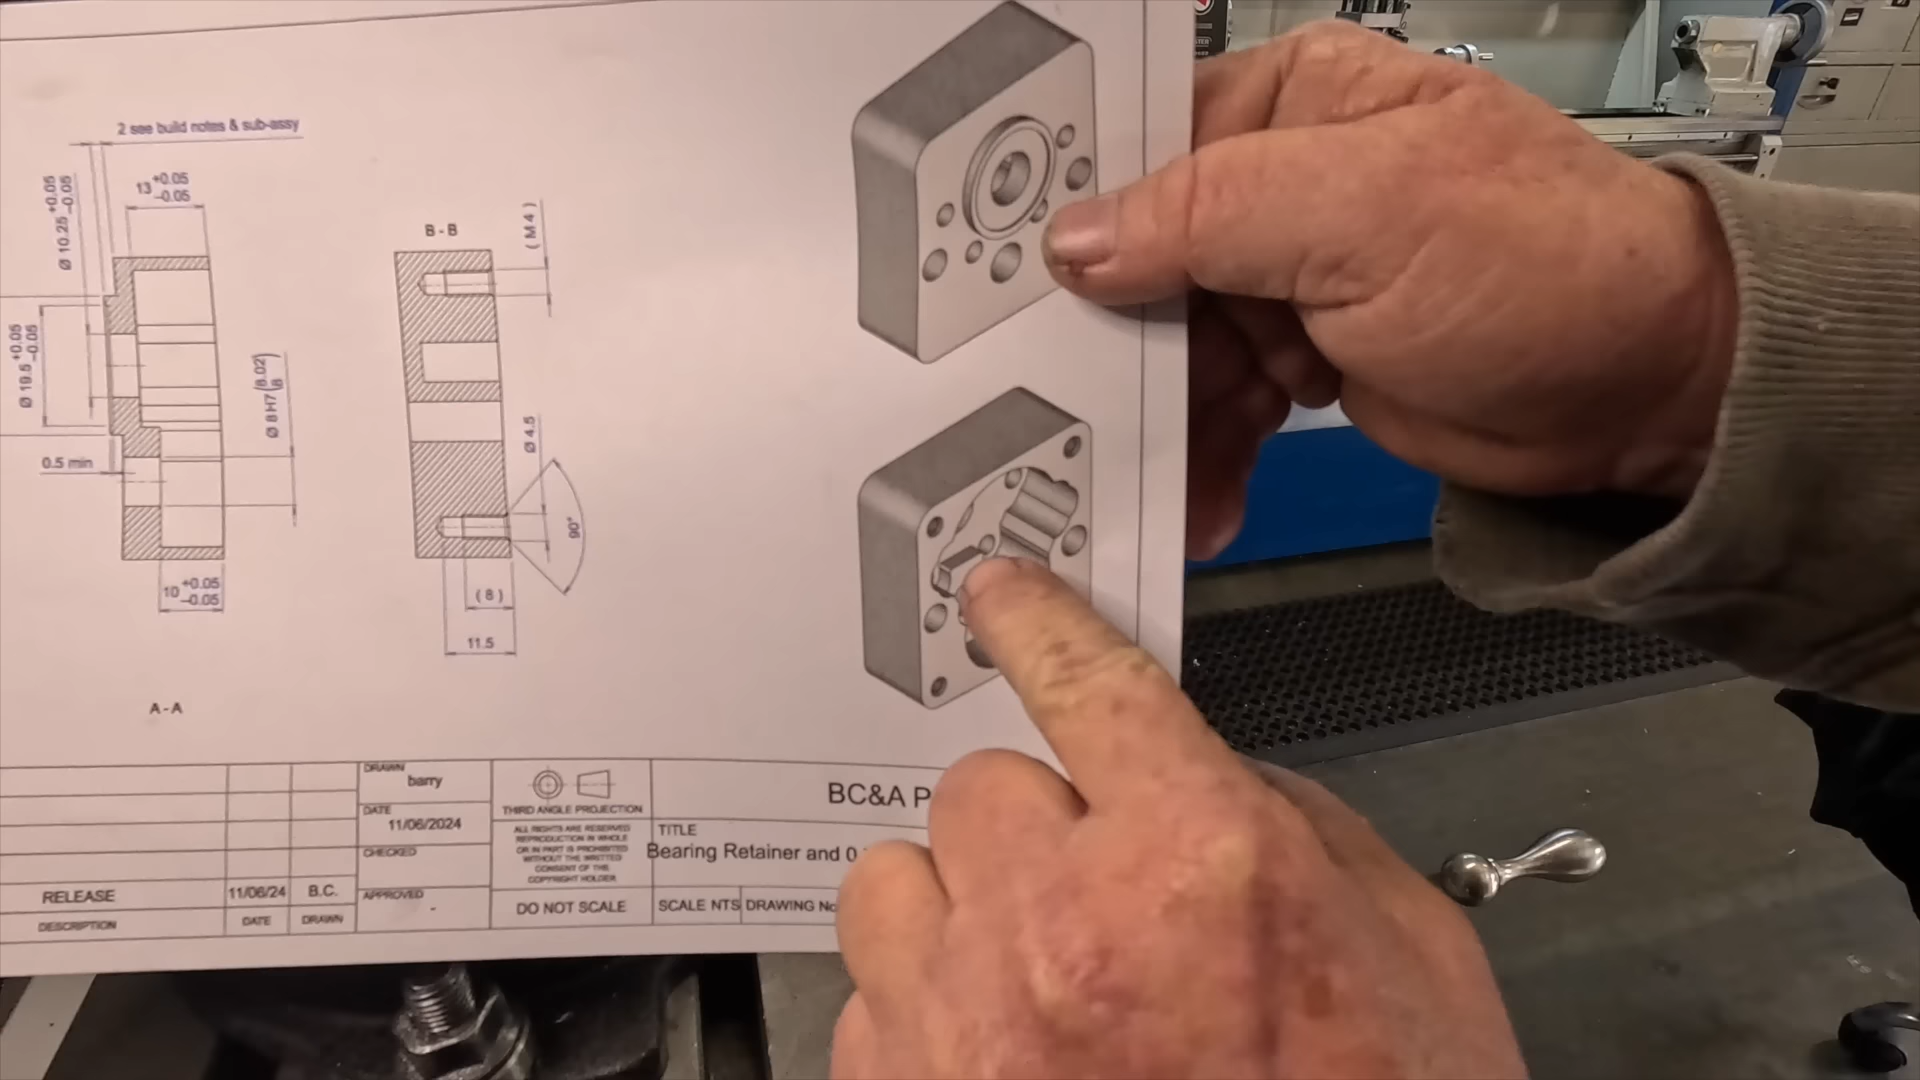 2 see build notes & sub-assy
13 +0.05 -0.05
Ø 10.25 +0.05 -0.05
Ø 19.5 +0.05 -0.05
0.5 min
Ø 8 H7 (8.02 / 8)
10 +0.05 -0.05
A - A
B - B
( M 4 )
Ø 4.5
90°
( 8 )
11.5
RELEASE
11/06/24
B.C.
DESCRIPTION
DATE
DRAWN
DRAWN
barry
DATE
11/06/2024
CHECKED
APPROVED
-
THIRD ANGLE PROJECTION
ALL RIGHTS ARE RESERVED
REPRODUCTION IN WHOLE
OR IN PART IS PROHIBITED
WITHOUT THE WRITTEN
CONSENT OF THE
COPYRIGHT HOLDER
DO NOT SCALE
BC&A P
TITLE
Bearing Retainer and 0
SCALE NTS
DRAWING No